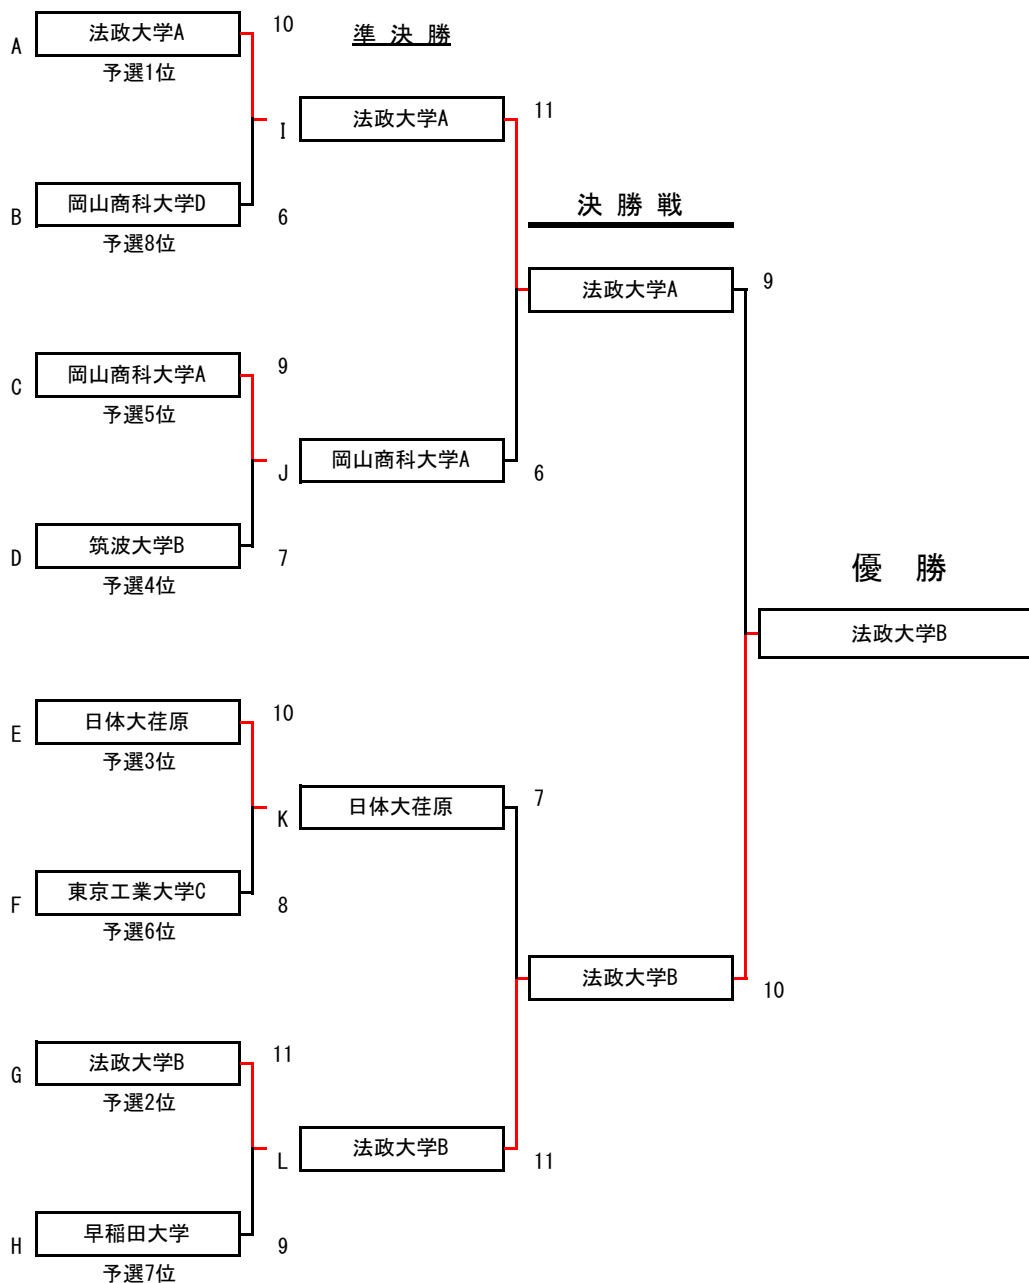 法政大学A
10
準 決 勝
A
予選1位
法政大学A
11
I
岡山商科大学D
6
決 勝 戦
B
予選8位
法政大学A
9
岡山商科大学A
9
C
予選5位
岡山商科大学A
6
J
筑波大学B
7
D
予選4位
優 勝
法政大学B
日体大荏原
10
E
予選3位
日体大荏原
7
K
東京工業大学C
8
F
予選6位
法政大学B
10
法政大学B
11
G
予選2位
法政大学B
11
L
早稲田大学
9
H
予選7位